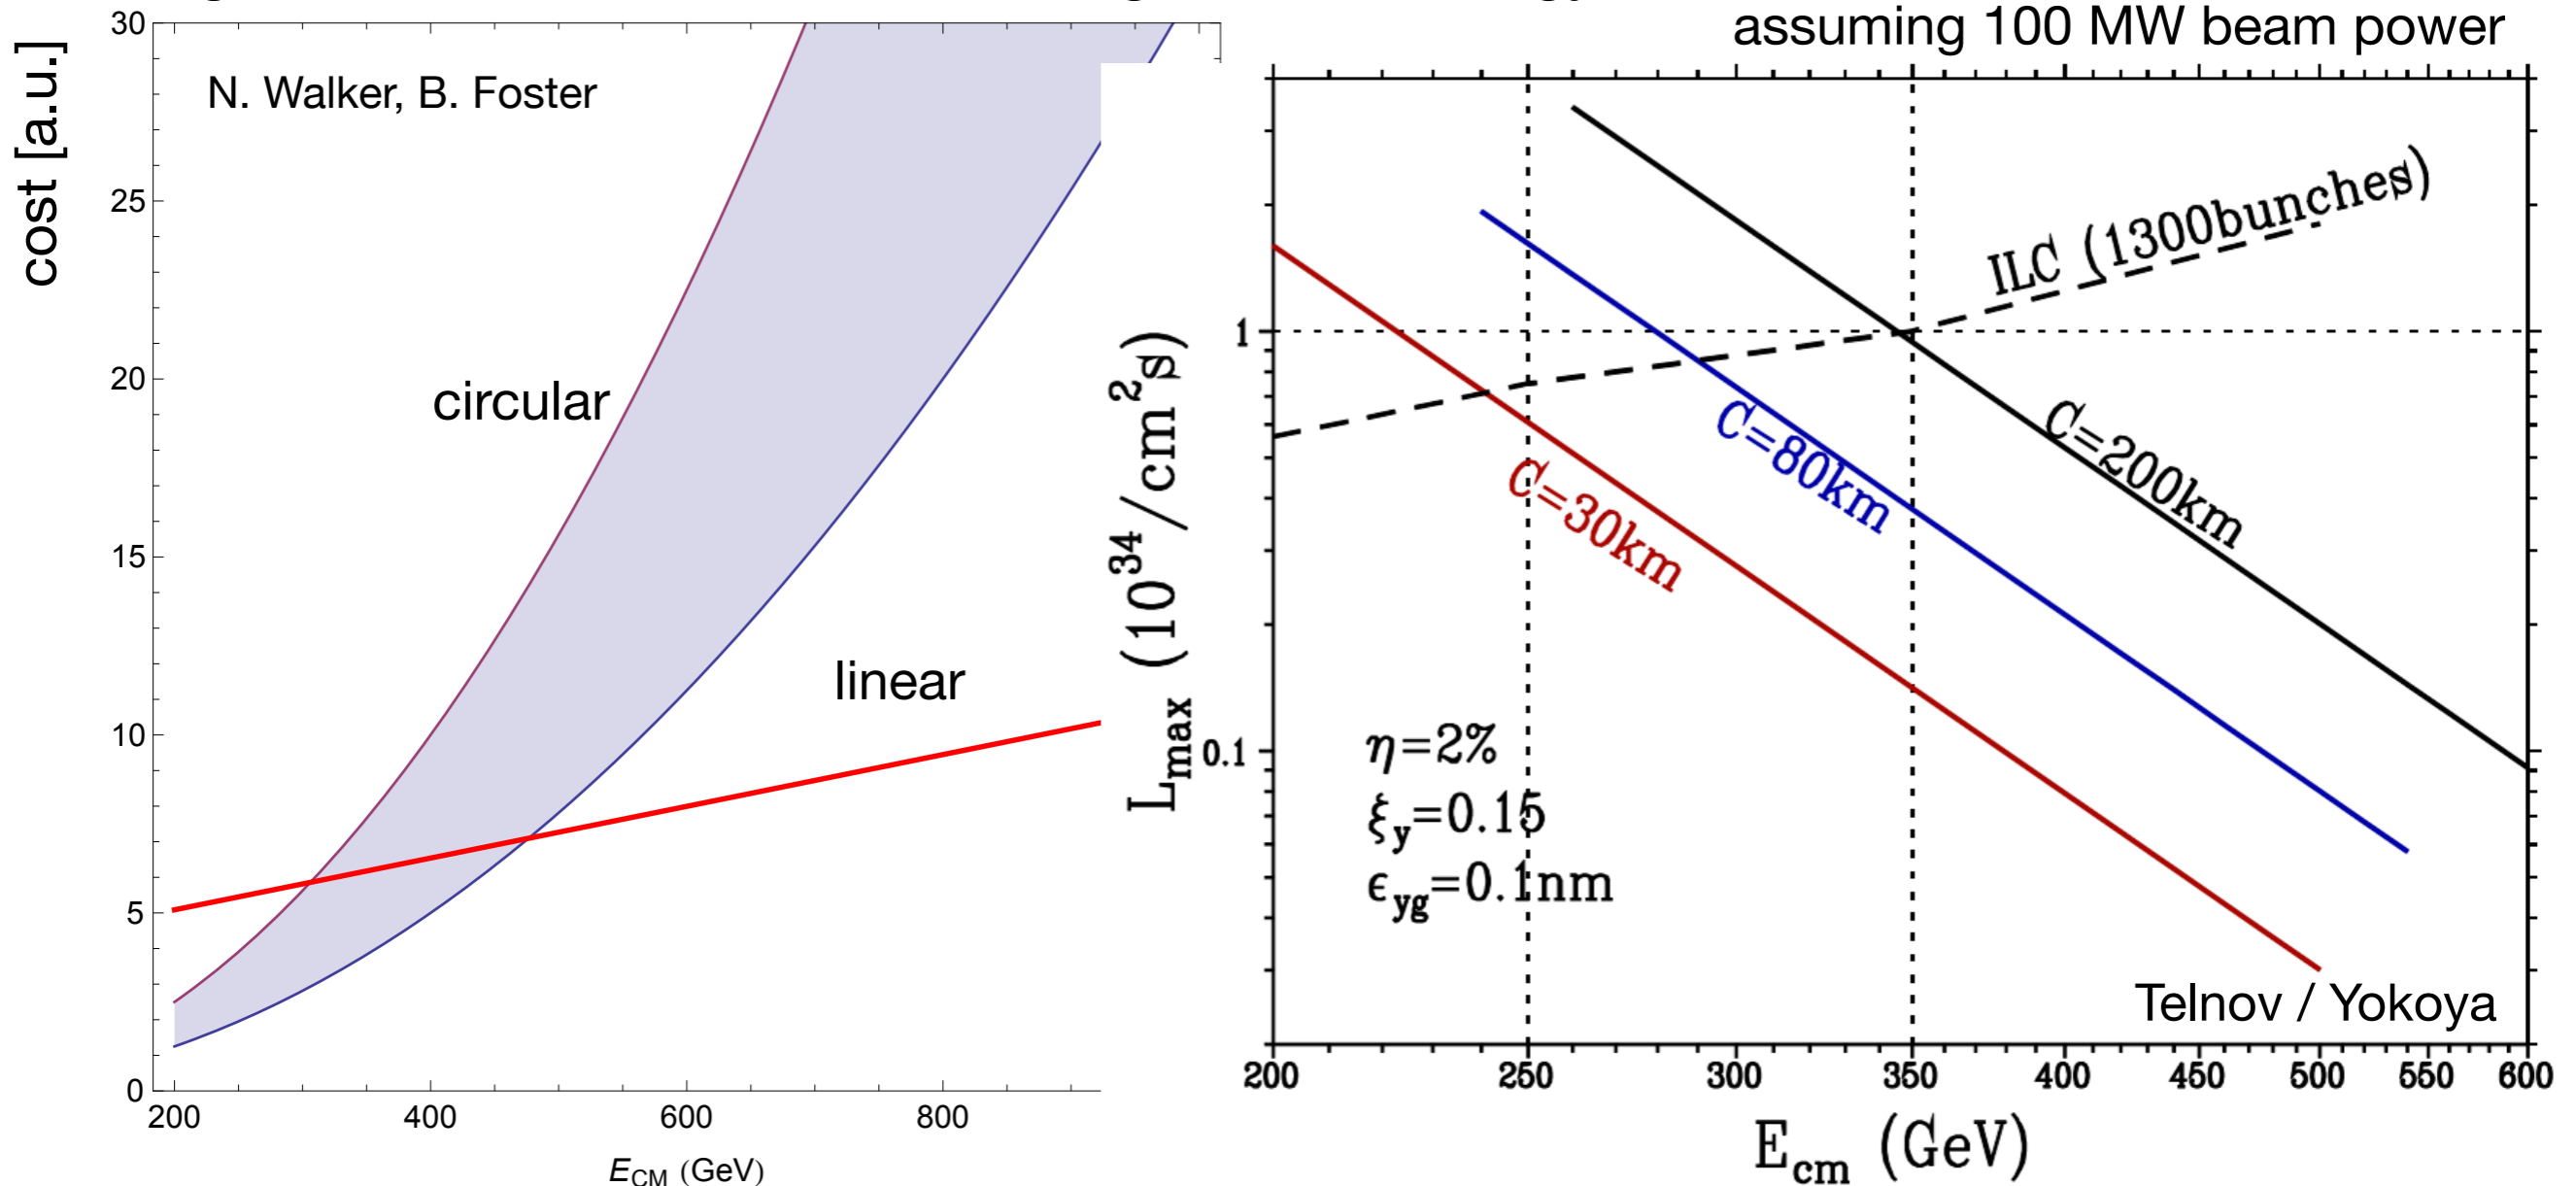 assuming 100 MW beam power
cost [a.u.]
30
25
20
15
10
5
0
N. Walker, B. Foster
circular
linear
200
400
600
800
E_CM (GeV)
L_max (10^34/cm^2s)
1
0.1
ILC (1300bunches)
C=200km
C=80km
C=30km
η=2%
ξ_y=0.15
ϵ_yg=0.1nm
Telnov / Yokoya
200
250
300
350
400
450
500
550
600
E_cm (GeV)